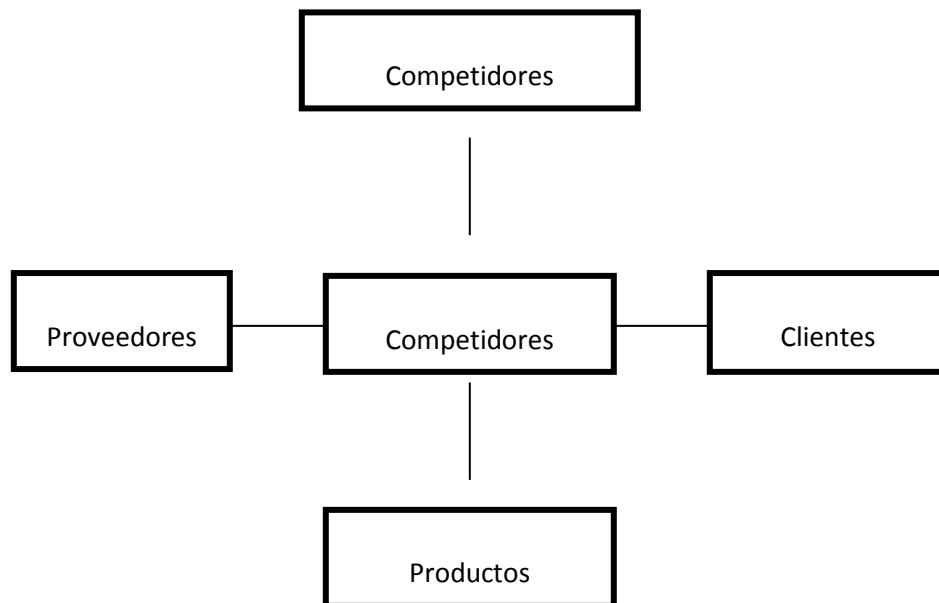 Competidores
Proveedores
Competidores
Clientes
Productos